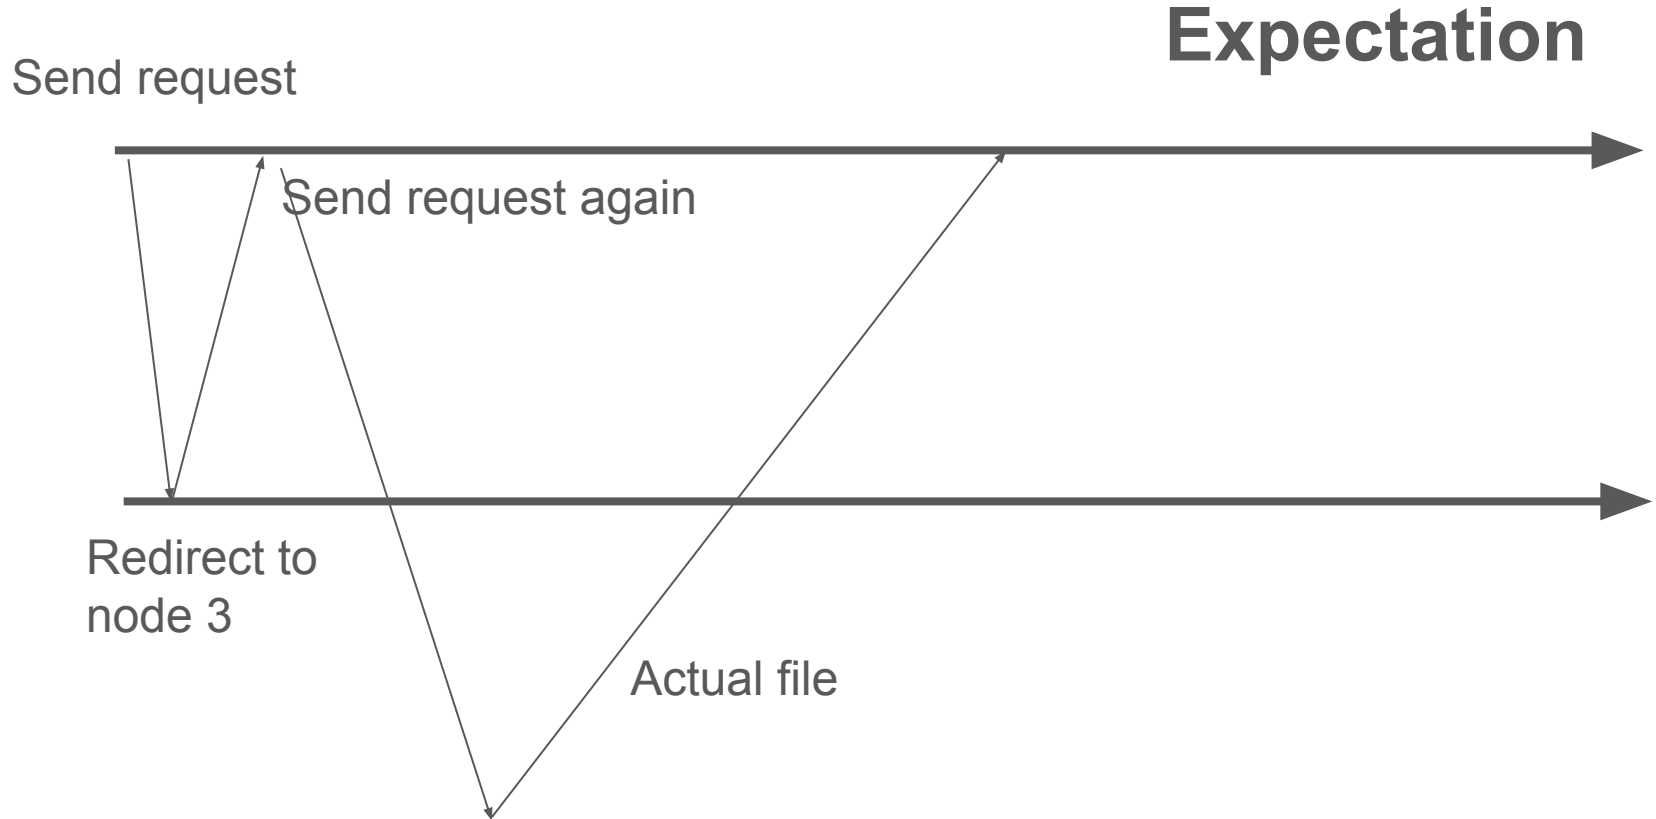 Expectation
Send request
Send request again
Redirect to
node 3
Actual file